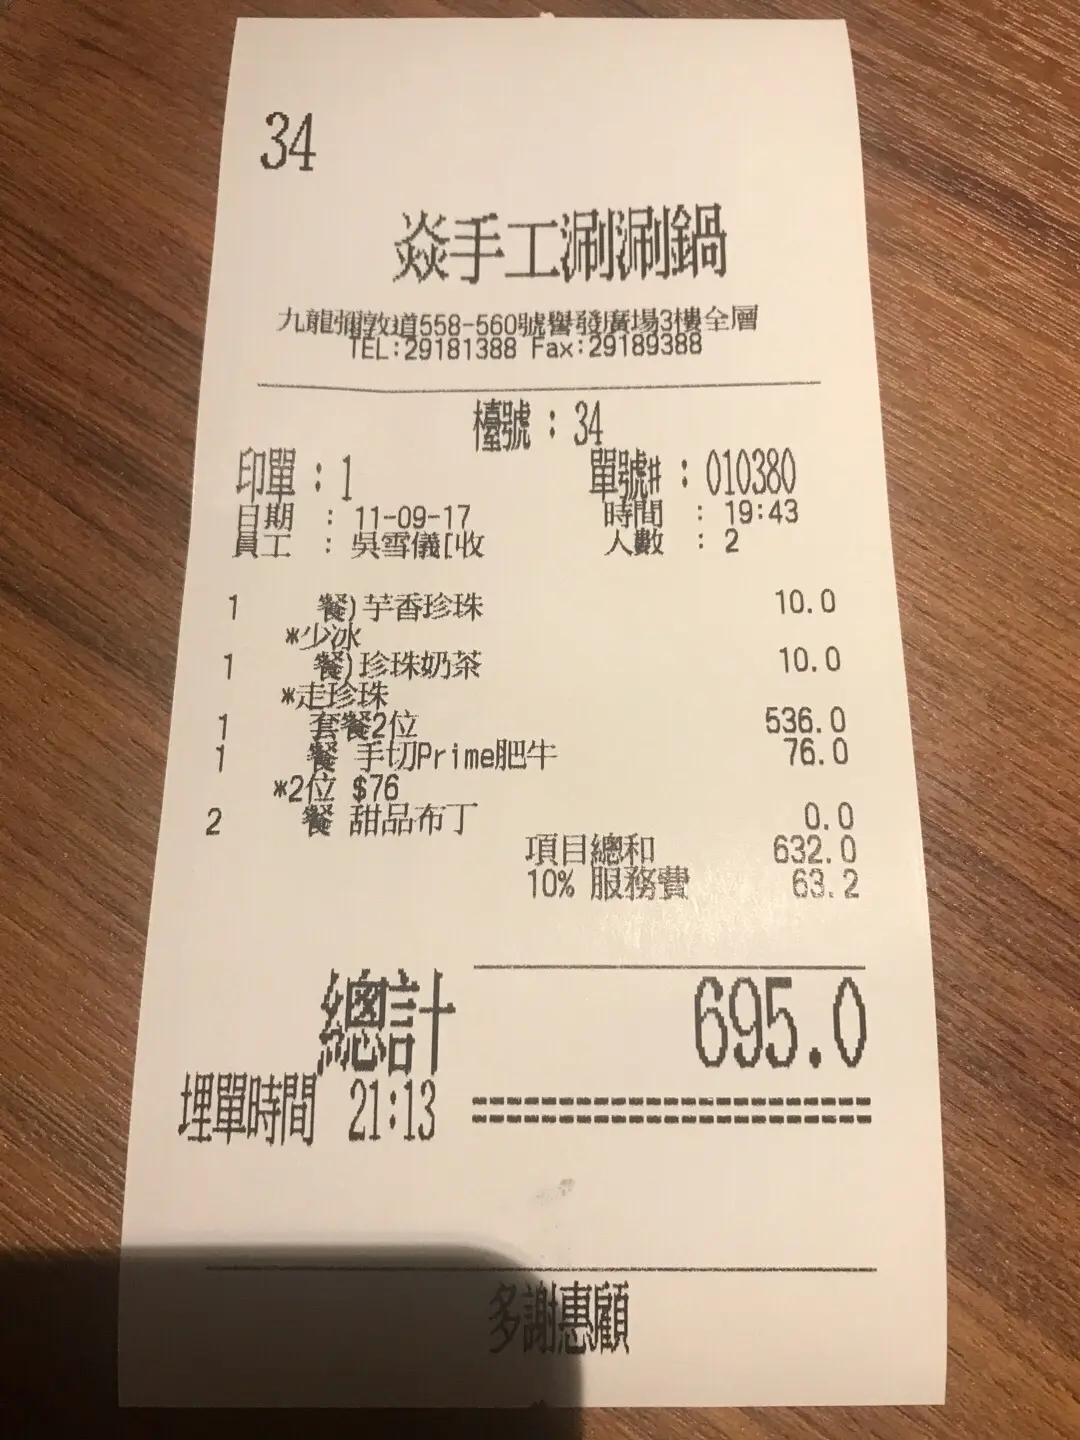 34
焱手工涮涮鍋
九龍彌敦道558-560號譽發廣場3樓全層
TEL:29181388 Fax:29189388
檯號：34
印單：1 單號#：010380
日期 : 11-09-17 時間 : 19:43
員工 : 吳雪儀[收 人數 : 2
1 餐)芋香珍珠 10.0
*少冰
1 餐)珍珠奶茶 10.0
*走珍珠
1 套餐2位 536.0
1 餐 手切Prime肥牛 76.0
*2位 $76
2 餐 甜品布丁 0.0
項目總和 632.0
10% 服務費 63.2
總計 695.0
埋單時間 21:13 ========================
多謝惠顧